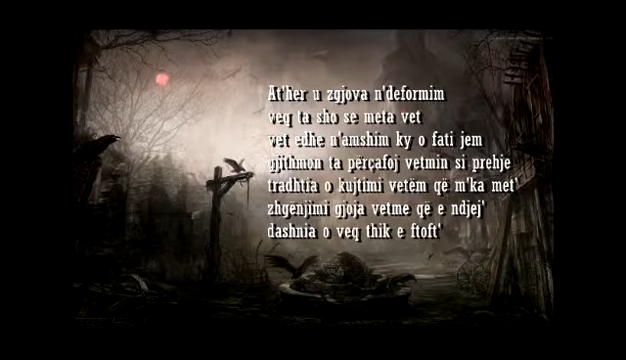 At'her u zgjova n'deformim
veq ta sho se meta vet
vet edhe n'amshim ky o fati jem
gjithmon ta përçafoj vetmin si prehje
tradhtia o kujtimi vetëm që m'ka met'
zhgënjimi gjoja vetme që e ndjej'
dashnia o veq thik e ftoft'